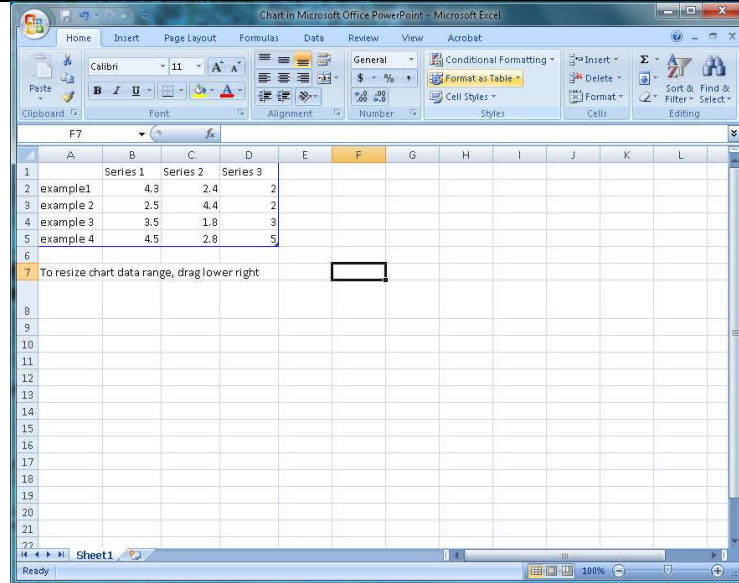 Chart in Microsoft Office PowerPoint - Microsoft Excel
Home Insert Page Layout Formulas Data Review View Acrobat
Calibri 11 General Conditional Formatting Insert
Format as Table Delete
Paste B I U $ % , Cell Styles Format Sort & Filter Find & Select
Clipboard Font Alignment Number Styles Cells Editing
F7 fx
A B C D E F G H I J K L
1 Series 1 Series 2 Series 3
2 example1 4.3 2.4 2
3 example 2 2.5 4.4 2
4 example 3 3.5 1.8 3
5 example 4 4.5 2.8 5
6
7 To resize chart data range, drag lower right
8
9
10
11
12
13
14
15
16
17
18
19
20
21
22
Sheet1
Ready 100%